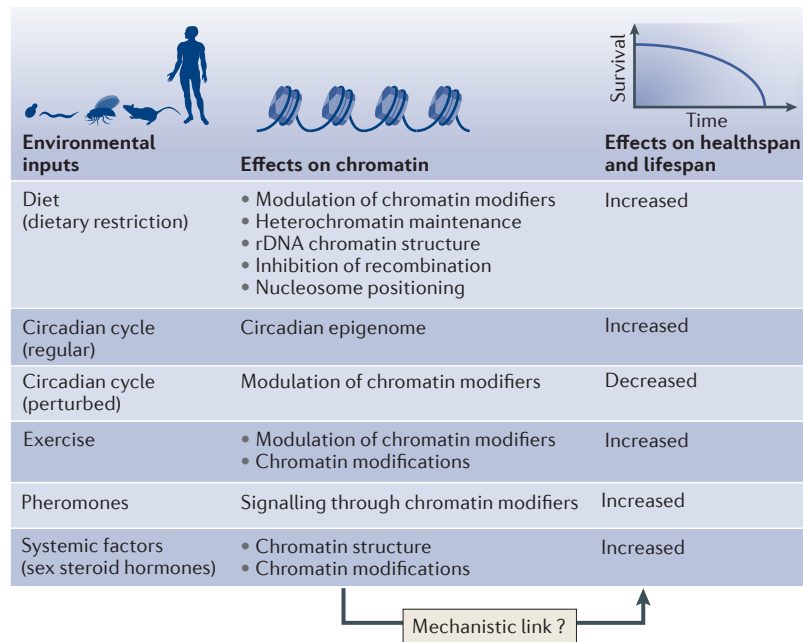 Survival
Time
Environmental
inputs
Effects on chromatin
Effects on healthspan
and lifespan
Diet
(dietary restriction)
• Modulation of chromatin modifiers
• Heterochromatin maintenance
• rDNA chromatin structure
• Inhibition of recombination
• Nucleosome positioning
Increased
Circadian cycle
(regular)
Circadian epigenome
Increased
Circadian cycle
(perturbed)
Modulation of chromatin modifiers
Decreased
Exercise
• Modulation of chromatin modifiers
• Chromatin modifications
Increased
Pheromones
Signalling through chromatin modifiers
Increased
Systemic factors
(sex steroid hormones)
• Chromatin structure
• Chromatin modifications
Increased
Mechanistic link ?